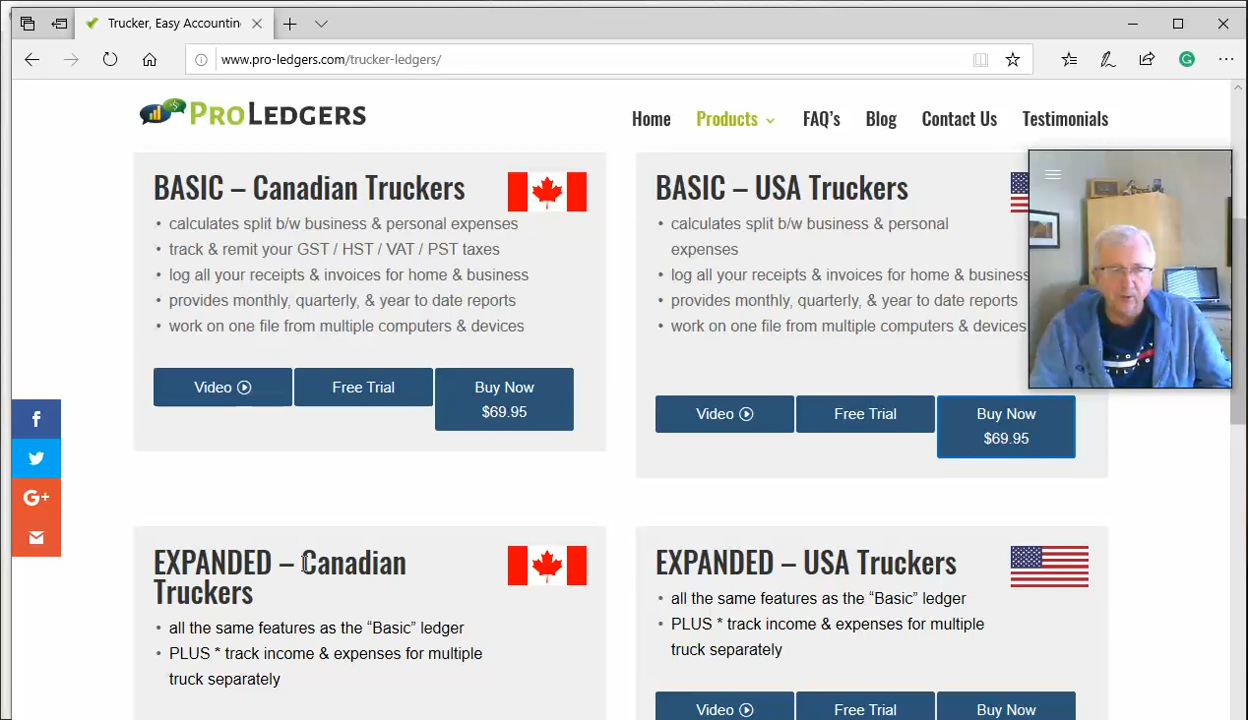 Trucker, Easy Accountin
www.pro-ledgers.com/trucker-ledgers/
PROLEDGERS
Home Products FAQ's Blog Contact Us Testimonials
BASIC – Canadian Truckers
• calculates split b/w business & personal expenses
• track & remit your GST / HST / VAT / PST taxes
• log all your receipts & invoices for home & business
• provides monthly, quarterly, & year to date reports
• work on one file from multiple computers & devices
Video Free Trial Buy Now
$69.95
BASIC – USA Truckers
• calculates split b/w business & personal
expenses
• log all your receipts & invoices for home & business
• provides monthly, quarterly, & year to date reports
• work on one file from multiple computers & devices
Video Free Trial Buy Now
$69.95
EXPANDED – Canadian
Truckers
• all the same features as the “Basic” ledger
• PLUS * track income & expenses for multiple
truck separately
EXPANDED – USA Truckers
• all the same features as the “Basic” ledger
• PLUS * track income & expenses for multiple
truck separately
Video Free Trial Buy Now